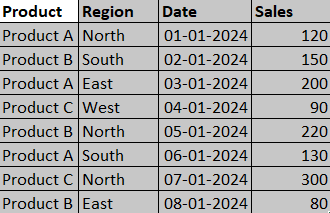 Product Region Date Sales
Product A North 01-01-2024 120
Product B South 02-01-2024 150
Product A East 03-01-2024 200
Product C West 04-01-2024 90
Product B North 05-01-2024 220
Product A South 06-01-2024 130
Product C North 07-01-2024 300
Product B East 08-01-2024 80